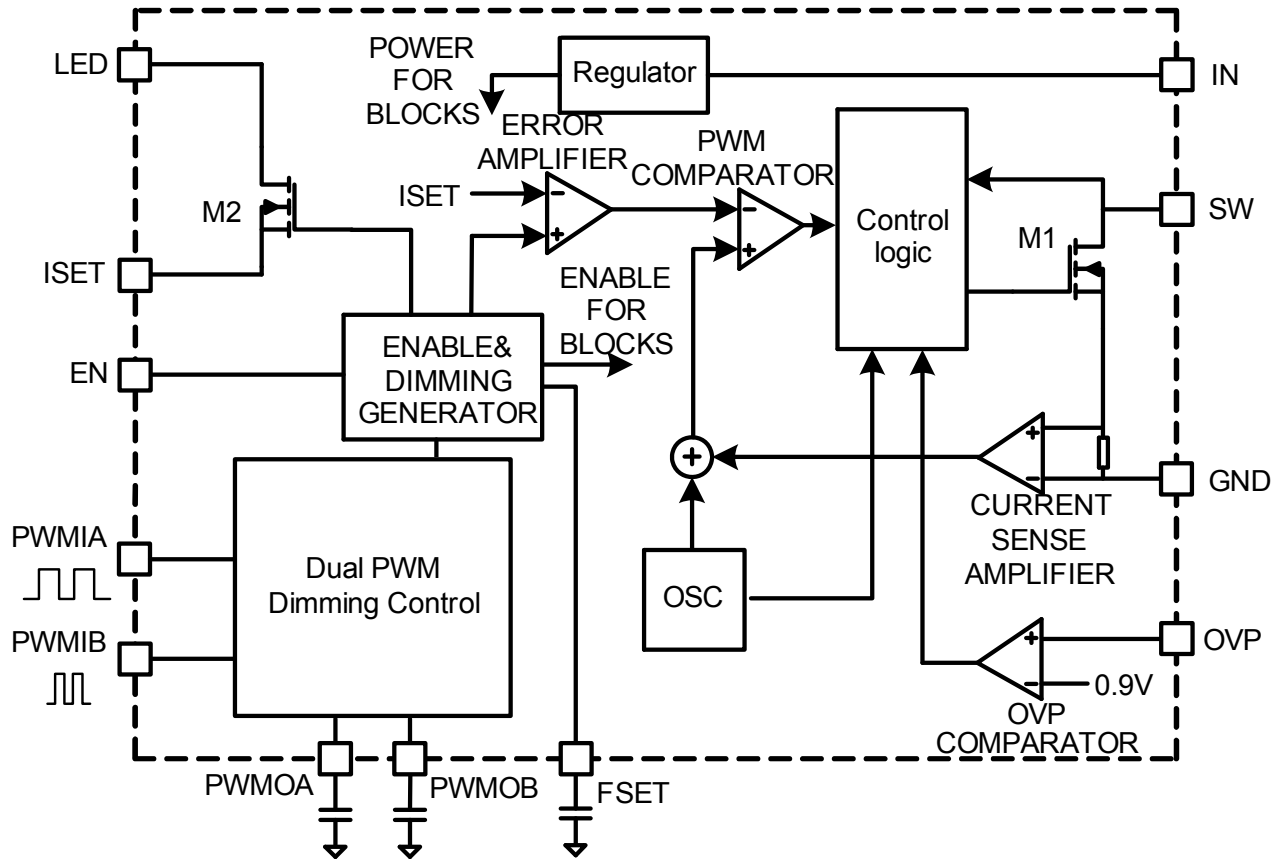 LED
POWER
FOR
BLOCKS
Regulator
IN
ERROR
AMPLIFIER
PWM
COMPARATOR
ISET
-
+
-
+
Control
logic
SW
M2
M1
ISET
ENABLE
FOR
BLOCKS
EN
ENABLE&
DIMMING
GENERATOR
+
+
-
GND
CURRENT
SENSE
AMPLIFIER
PWMIA
Dual PWM
Dimming Control
OSC
PWMIB
+
-
OVP
0.9V
OVP
COMPARATOR
PWMOA
PWMOB
FSET